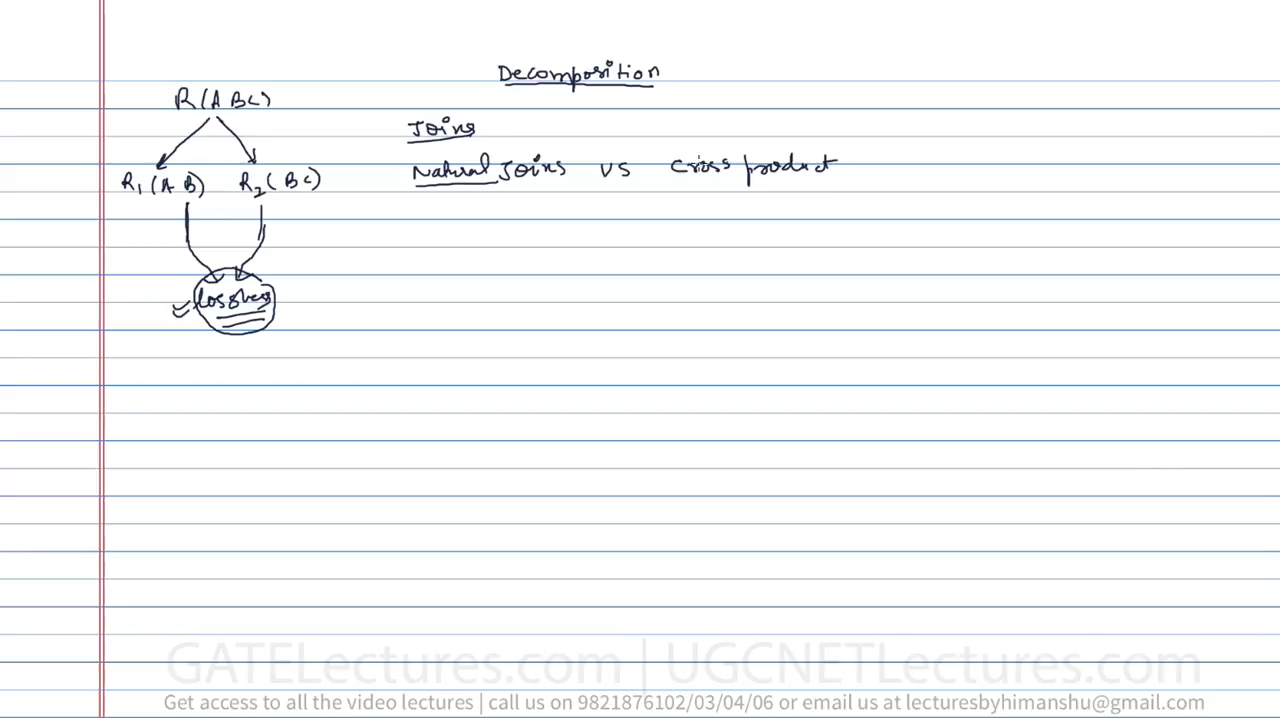 Decomposition
R(ABC)
Joins
Natural Joins VS Cross product
R1(AB) R2(BC)
lossless
GATELectures.com | UGCNETLectures.com
Get access to all the video lectures | call us on 9821876102/03/04/06 or email us at lecturesbyhimanshu@gmail.com